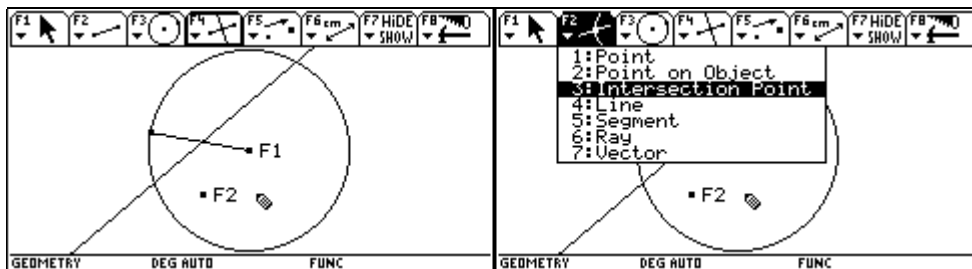 F1 F2 F3 F4 F5 F6 cm F7 HiDE F8
SHOW
F1
F2
GEOMETRY DEG AUTO FUNC
F1 F2 F3 F4 F5 F6 cm F7 HiDE F8
SHOW
1:Point
2:Point on Object
3:Intersection Point
4:Line
5:Segment
6:Ray
7:Vector
F2
GEOMETRY DEG AUTO FUNC